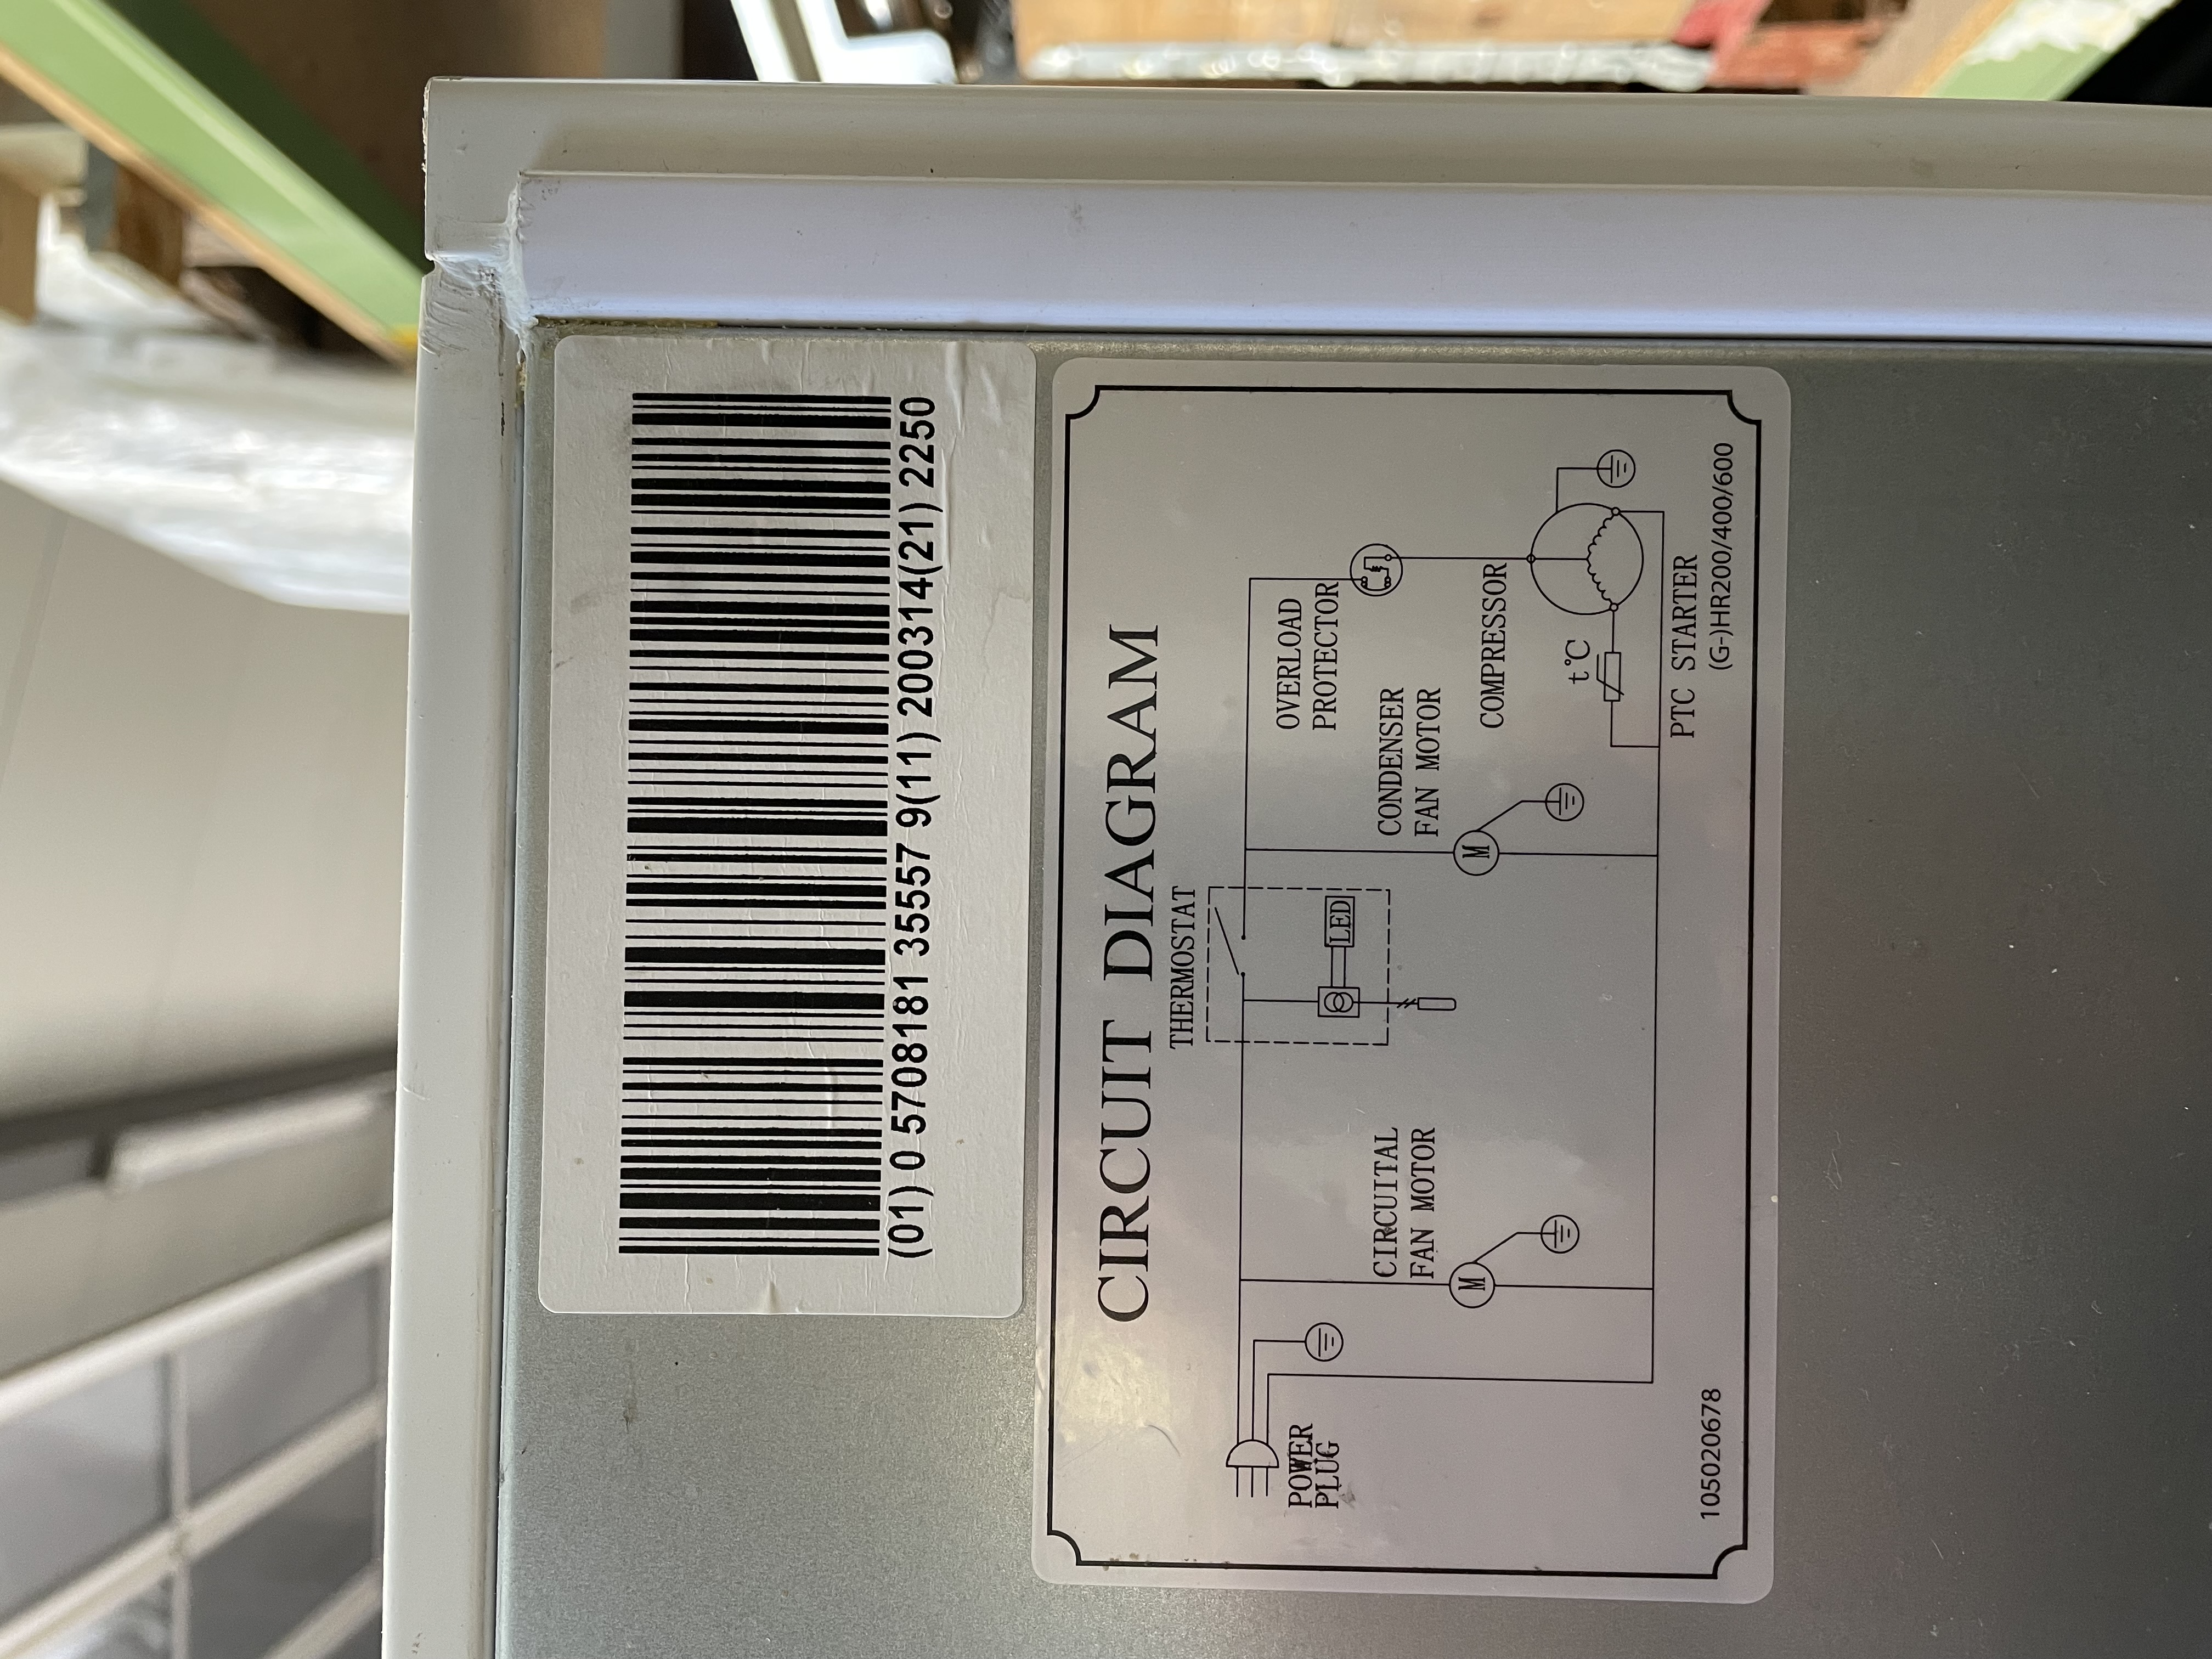 (01) 0 5708181 35557 9(11) 200314(21) 2250
CIRCUIT DIAGRAM
THERMOSTAT
OVERLOAD
PROTECTOR
LED
POWER
PLUG
CIRCUITAL
FAN MOTOR
M
CONDENSER
FAN MOTOR
M
COMPRESSOR
t℃
PTC STARTER
105020678
(G-)HR200/400/600